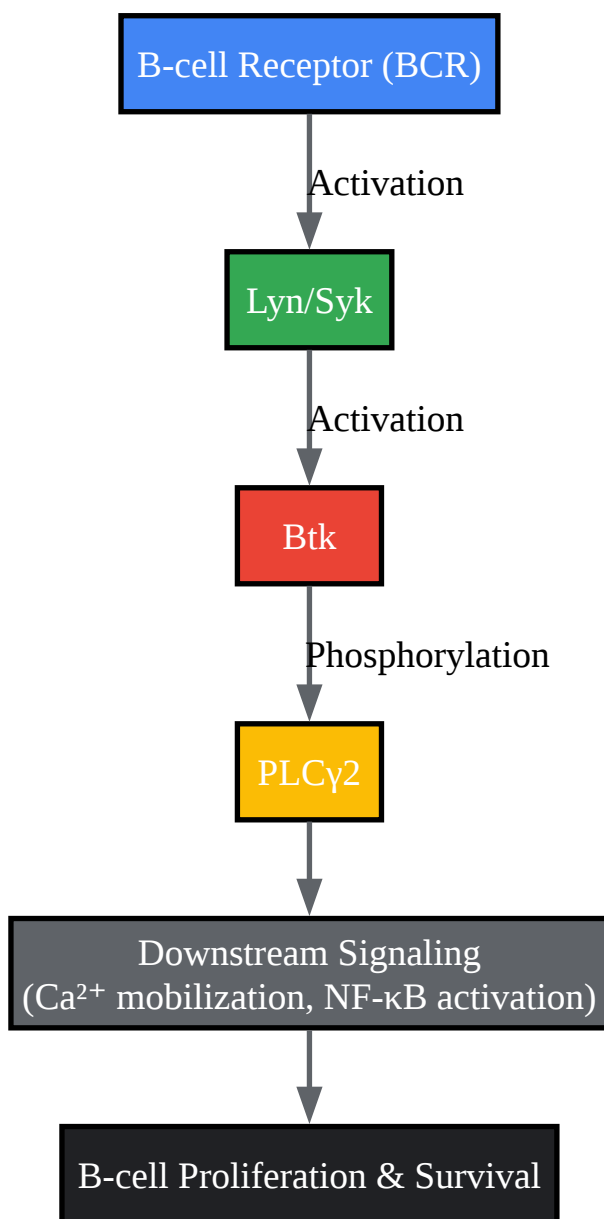 B-cell Receptor (BCR)
Activation
Lyn/Syk
Activation
Btk
Phosphorylation
PLCγ2
Downstream Signaling
(Ca²⁺ mobilization, NF-κB activation)
B-cell Proliferation & Survival